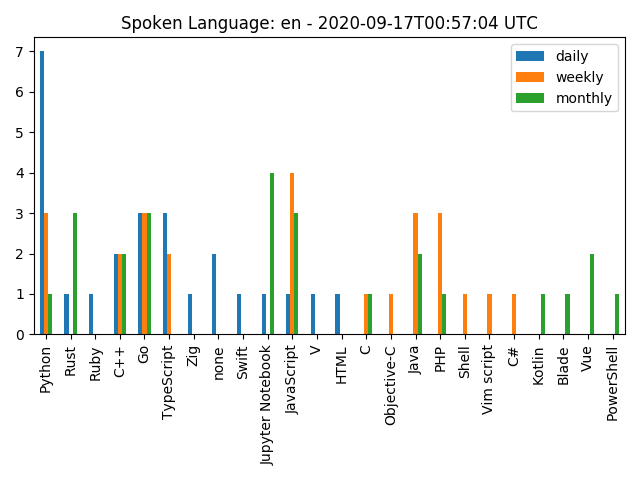 Spoken Language: en - 2020-09-17T00:57:04 UTC
daily
weekly
monthly
7
6
5
4
3
2
1
0
Python
Rust
Ruby
C++
Go
TypeScript
Zig
none
Swift
Jupyter Notebook
JavaScript
V
HTML
C
Objective-C
Java
PHP
Shell
Vim script
C#
Kotlin
Blade
Vue
PowerShell